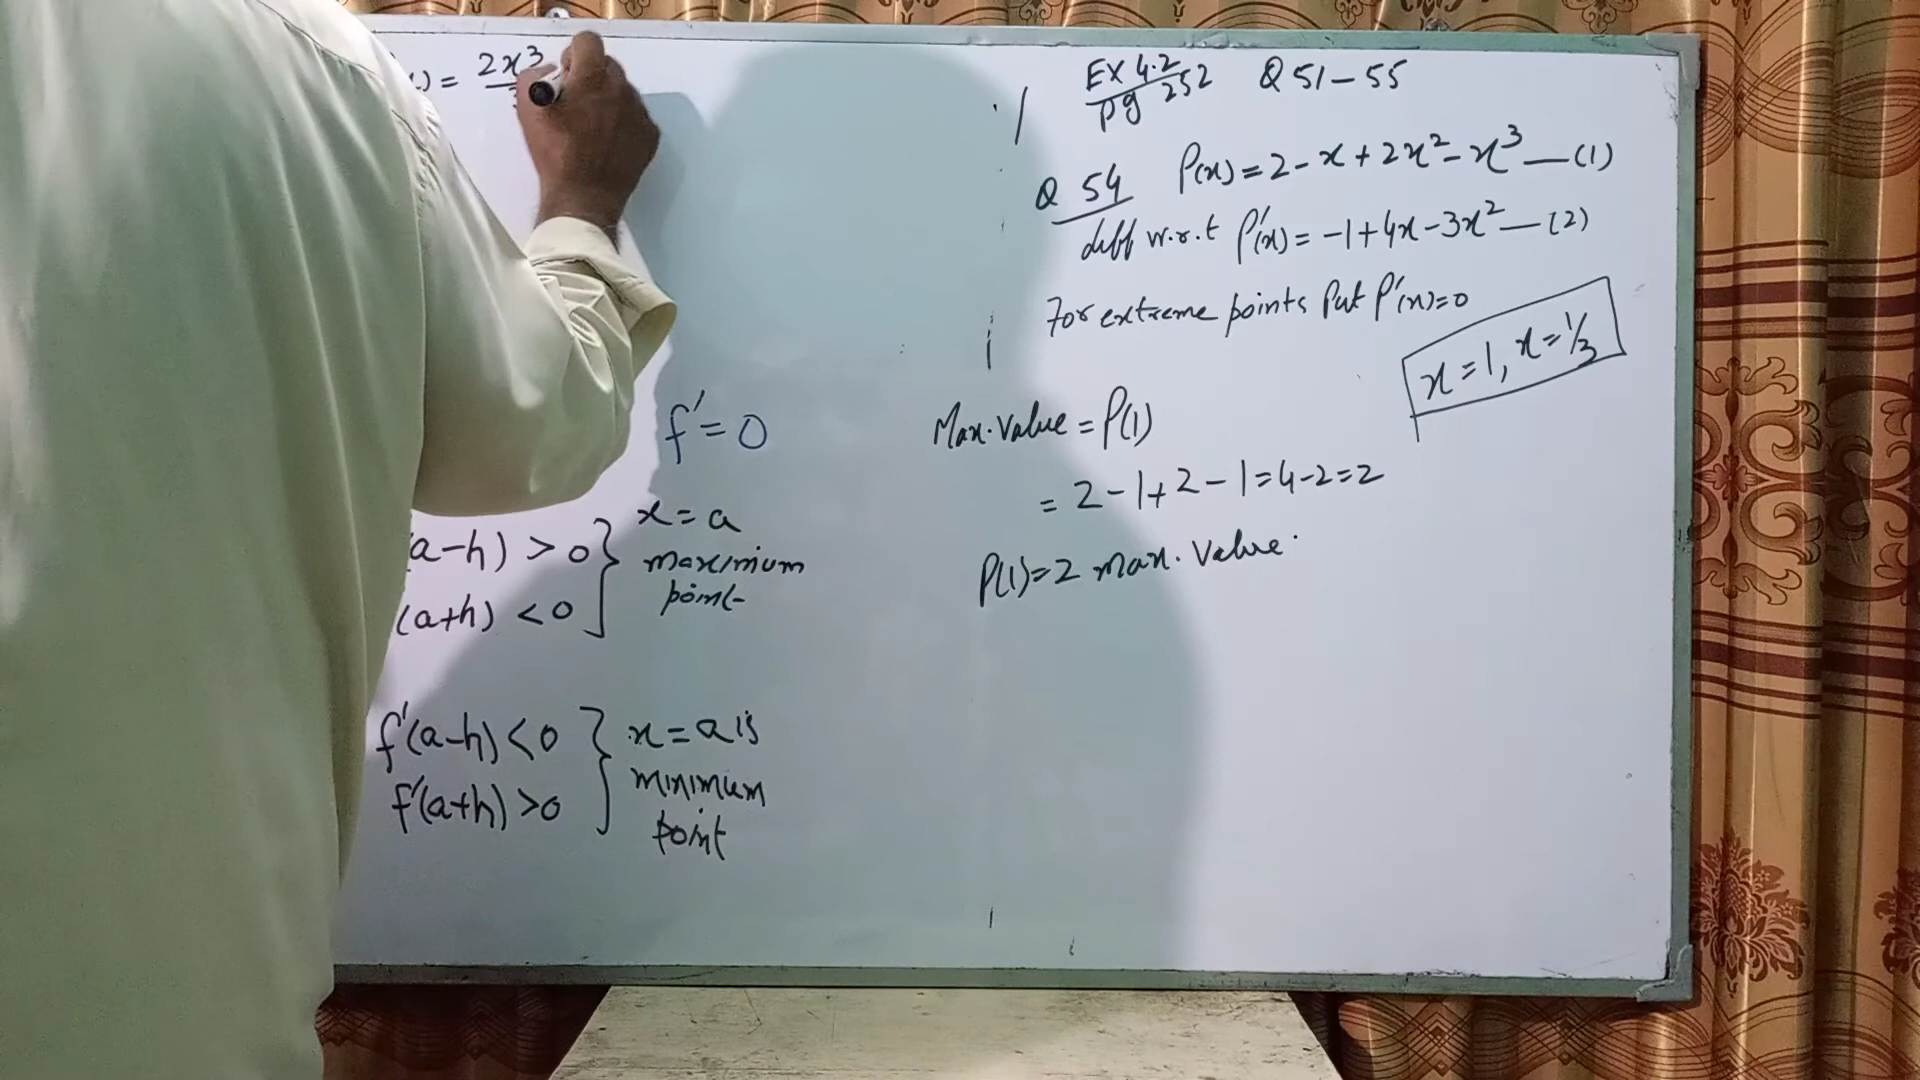 ) = 2x³
f' = 0
(a-h) > 0 } x = a
maximum
(a+h) < 0 point
f'(a-h) < 0 } x = a is
f'(a+h) > 0 minimum
point
Ex 4.2 Q 51-55
pg 252
Q 54 P(x) = 2 - x + 2x² - x³ — (1)
diff w.r.t P'(x) = -1 + 4x - 3x² — (2)
For extreme points Put P'(x) = 0
x = 1, x = 1/3
Max. Value = P(1)
= 2 - 1 + 2 - 1 = 4 - 2 = 2
P(1) = 2 max. Value.